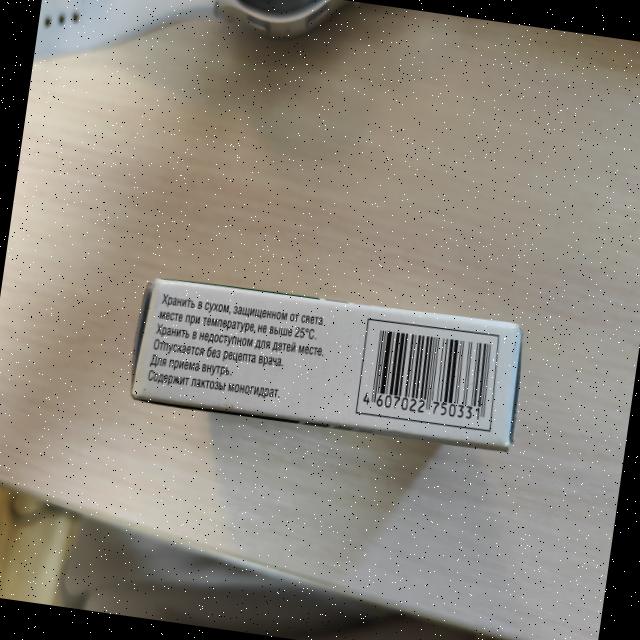 Хранить в сухом, защищенном от света
месте при температуре, не выше 25°C.
Хранить в недоступном для детей месте.
Отпускается без рецепта врача.
Для приёма внутрь.
Содержит лактозы моногидрат.
4 607022 750331